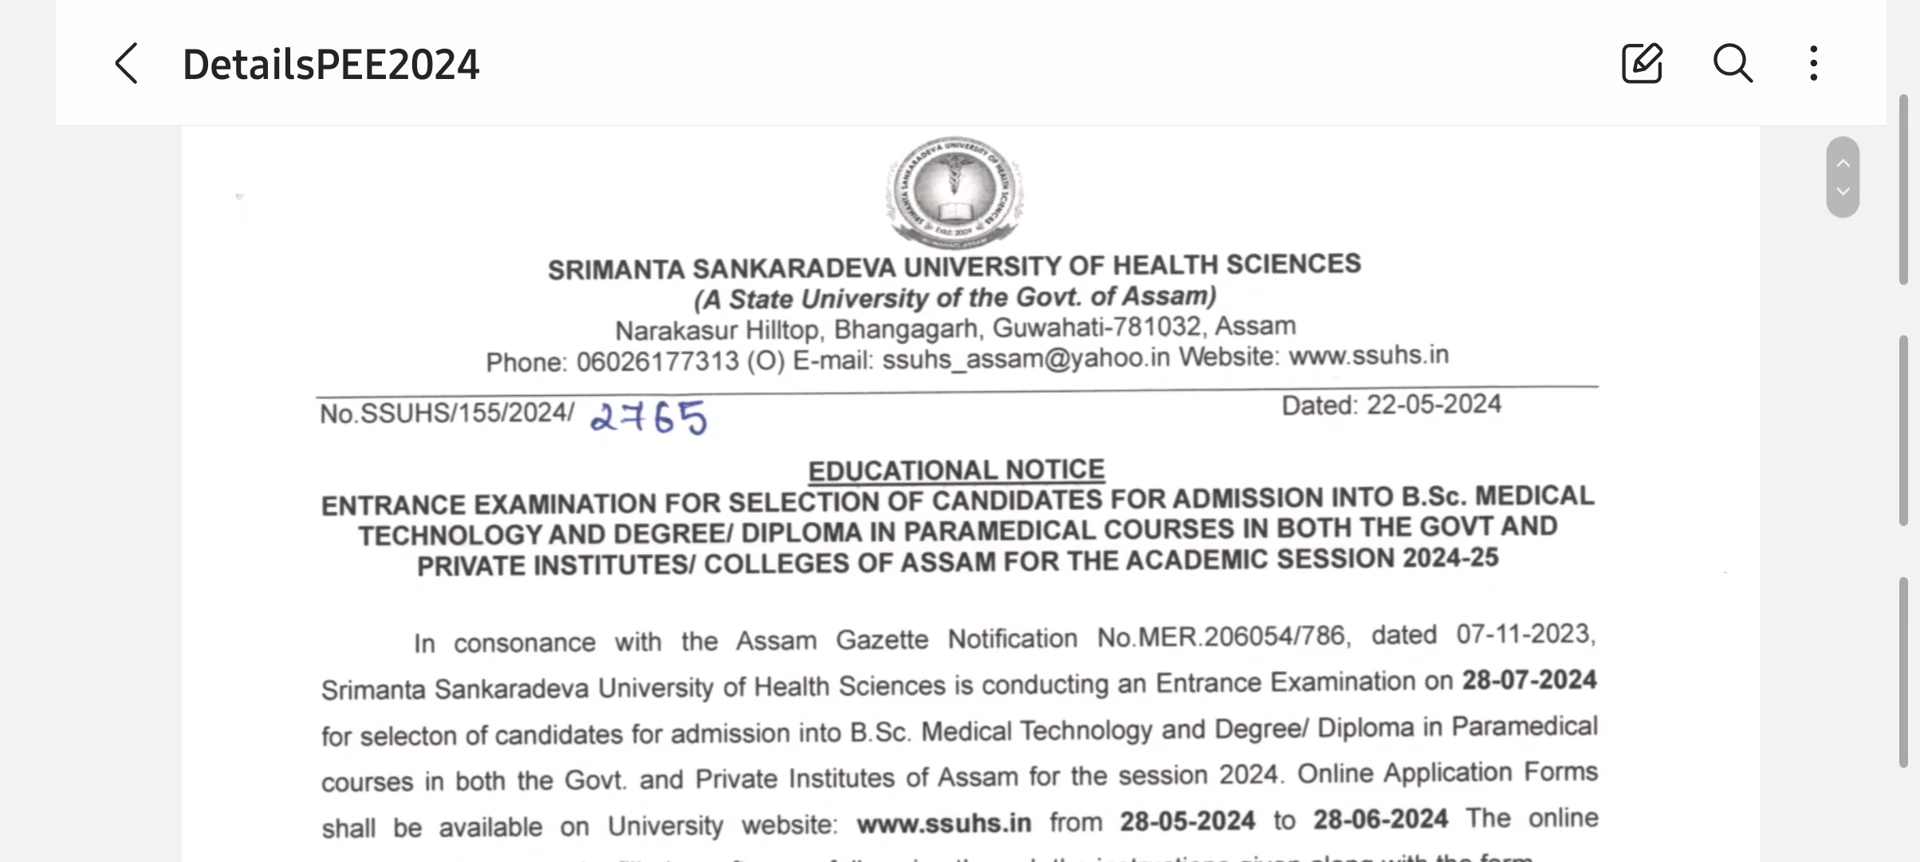 DetailsPEE2024
SRIMANTA SANKARADEVA UNIVERSITY OF HEALTH SCIENCES
Estd: 2009
SRIMANTA SANKARADEVA UNIVERSITY OF HEALTH SCIENCES
(A State University of the Govt. of Assam)
Narakasur Hilltop, Bhangagarh, Guwahati-781032, Assam
Phone: 06026177313 (O) E-mail: ssuhs_assam@yahoo.in Website: www.ssuhs.in
No.SSUHS/155/2024/ 2765 Dated: 22-05-2024
EDUCATIONAL NOTICE
ENTRANCE EXAMINATION FOR SELECTION OF CANDIDATES FOR ADMISSION INTO B.Sc. MEDICAL
TECHNOLOGY AND DEGREE/ DIPLOMA IN PARAMEDICAL COURSES IN BOTH THE GOVT AND
PRIVATE INSTITUTES/ COLLEGES OF ASSAM FOR THE ACADEMIC SESSION 2024-25
In consonance with the Assam Gazette Notification No.MER.206054/786, dated 07-11-2023,
Srimanta Sankaradeva University of Health Sciences is conducting an Entrance Examination on 28-07-2024
for selecton of candidates for admission into B.Sc. Medical Technology and Degree/ Diploma in Paramedical
courses in both the Govt. and Private Institutes of Assam for the session 2024. Online Application Forms
shall be available on University website: www.ssuhs.in from 28-05-2024 to 28-06-2024 The online